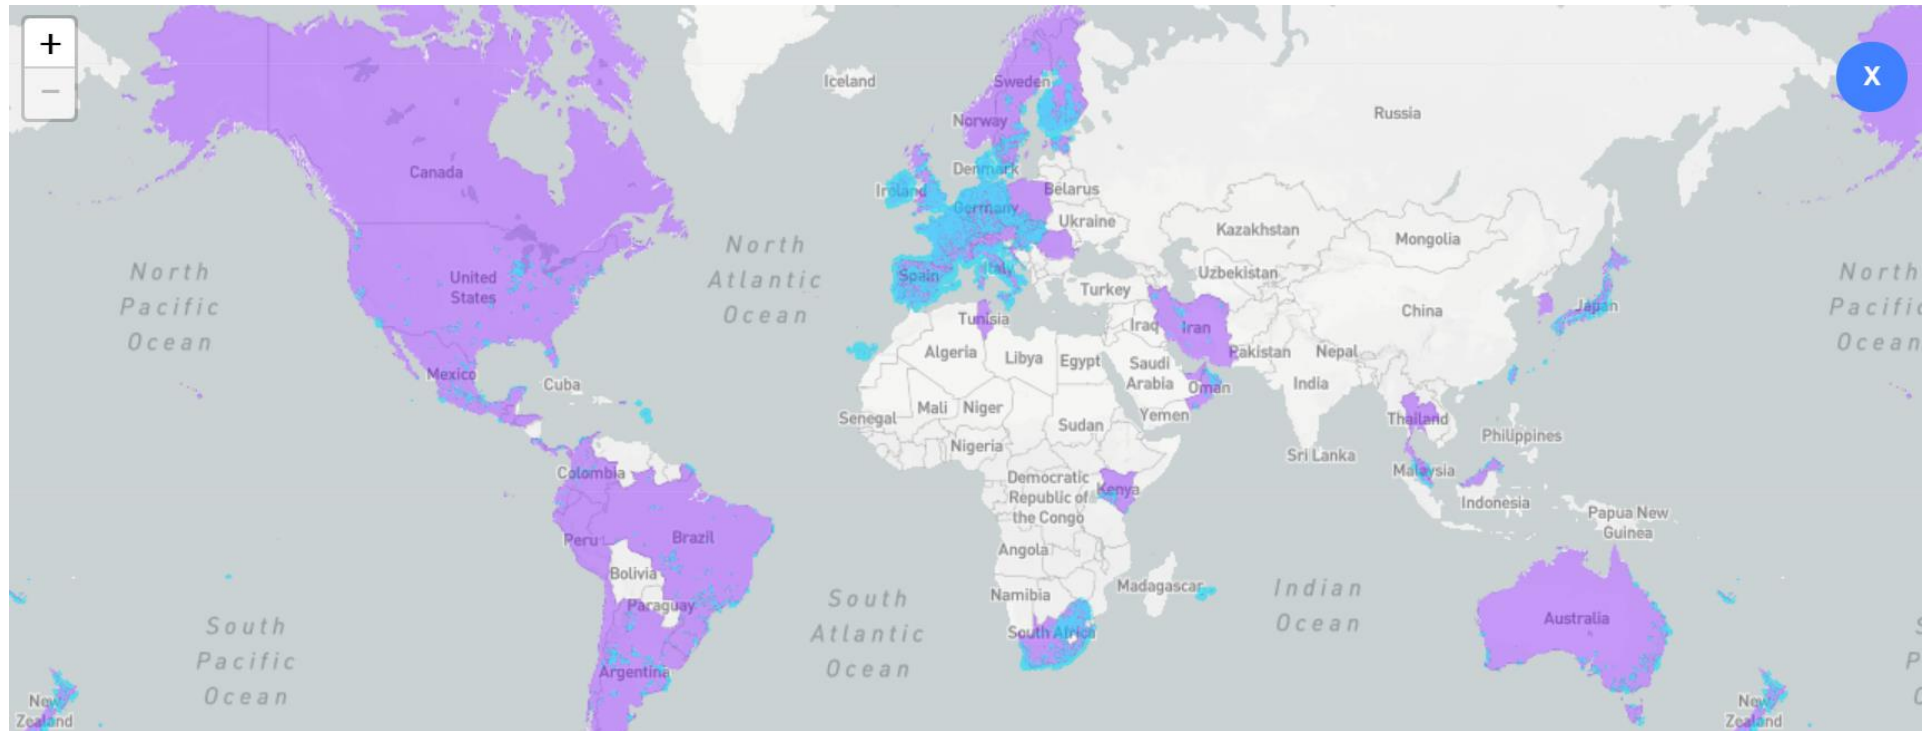 +
−
X
Iceland
Sweden
Norway
Russia
Canada
Denmark
Ireland
Belarus
Germany
Ukraine
Kazakhstan
Mongolia
North
Pacific
Ocean
North
Atlantic
Ocean
United
States
Spain
Italy
Uzbekistan
Turkey
China
Japan
North
Pacific
Ocean
Tunisia
Iraq
Iran
Algeria
Libya
Egypt
Saudi
Arabia
Pakistan
Nepal
India
Mexico
Cuba
Oman
Mali
Niger
Senegal
Sudan
Yemen
Thailand
Philippines
Nigeria
Sri Lanka
Colombia
Malaysia
Democratic
Republic of
the Congo
Kenya
Indonesia
Papua New
Guinea
Peru
Brazil
Angola
Bolivia
Madagascar
Namibia
Paraguay
South
Atlantic
Ocean
Indian
Ocean
South Africa
Australia
South
Pacific
Ocean
Argentina
New
Zealand
New
Zealand
S
P
O